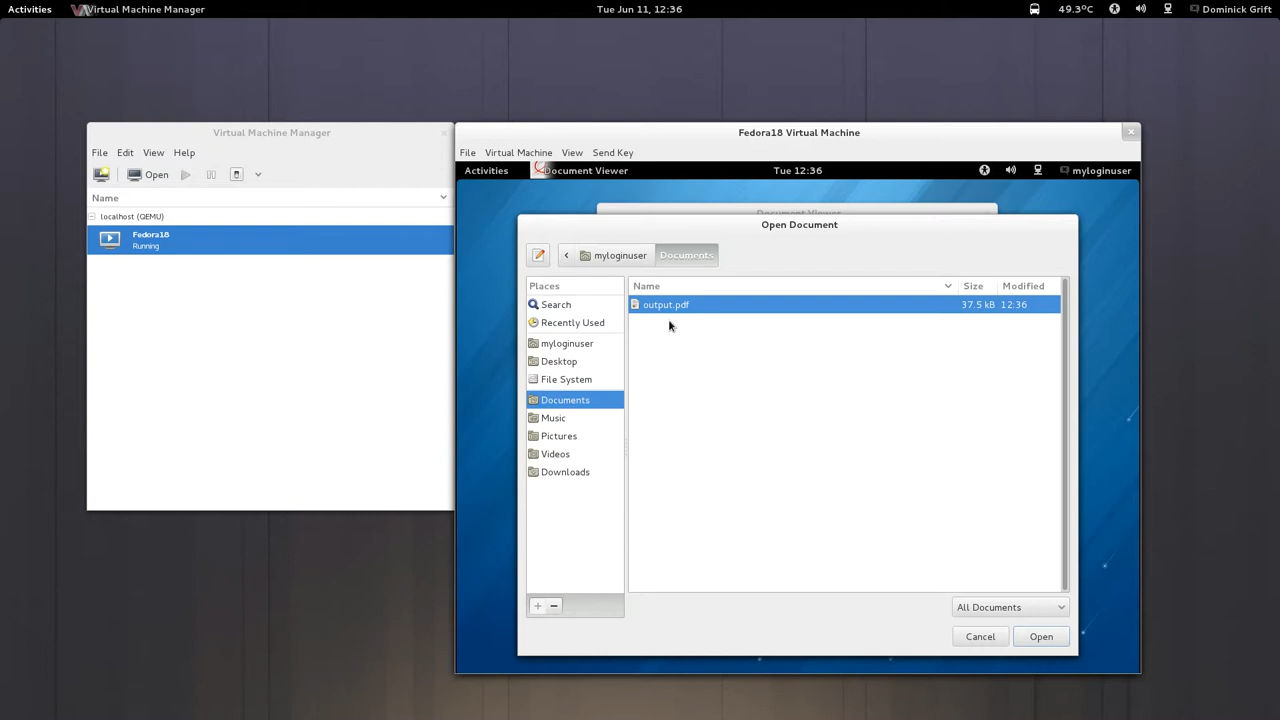 Activities Virtual Machine Manager Tue Jun 11, 12:36 49.3ºC Dominick Grift
Virtual Machine Manager
File Edit View Help
Open
Name
localhost (QEMU)
Fedora18
Running
Fedora18 Virtual Machine
File Virtual Machine View Send Key
Activities Document Viewer Tue 12:36 myloginuser
Document Viewer
Open Document
myloginuser Documents
Places
Search
Recently Used
myloginuser
Desktop
File System
Documents
Music
Pictures
Videos
Downloads
Name Size Modified
output.pdf 37.5 kB 12:36
All Documents
Cancel Open